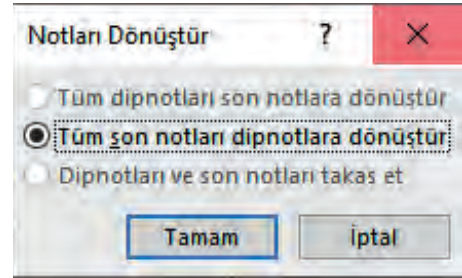 Notları Dönüştür ?
Tüm dipnotları son notlara dönüştür
Tüm son notları dipnotlara dönüştür
Dipnotları ve son notları takas et
Tamam İptal